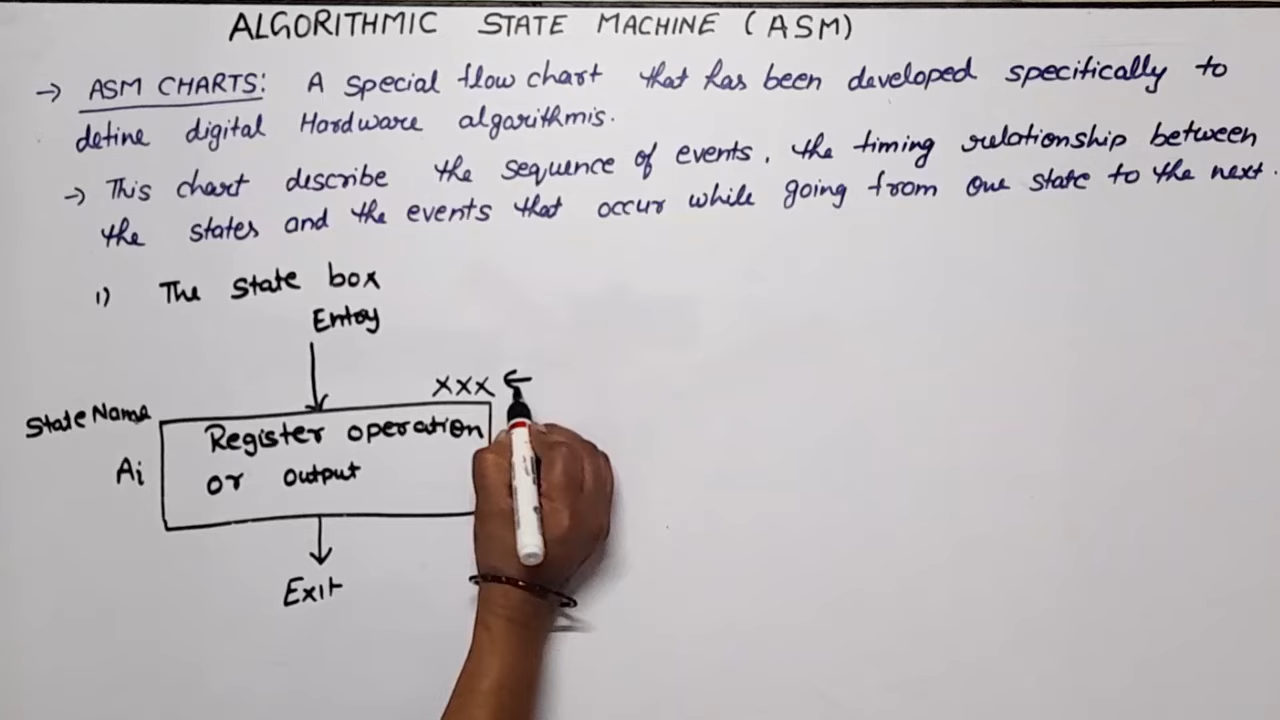 ALGORITHMIC STATE MACHINE (ASM)
→ ASM CHARTS: A special flow chart that has been developed specifically to
define digital Hardware algarithmis.
→ This chart describe the sequence of events, the timing relationship between
the states and the events that occur while going from one state to the next.
1) The State box
Entry
XXX ←
State Name
Register operation
Ai
or output
Exit